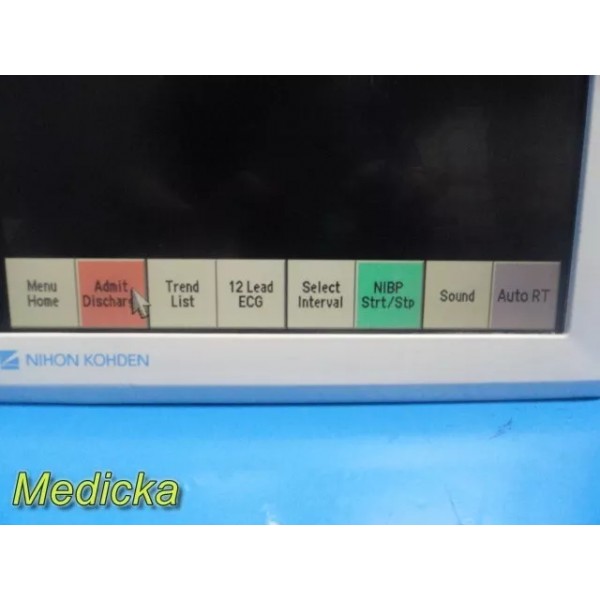 Menu
Home
Admit
Trend
List
12 Lead
ECG
Select
Interval
NIBP
Strt/Stp
Sound
Auto RT
NIHON KOHDEN
Medicka